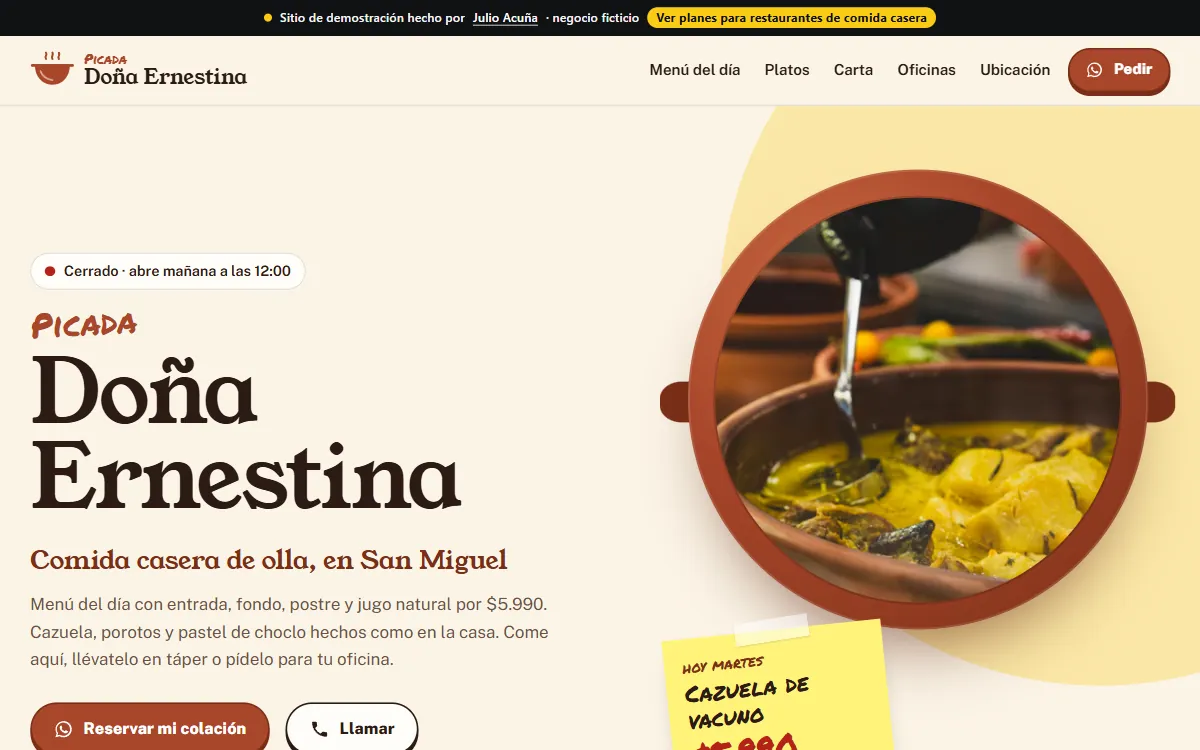 Sitio de demostración hecho por Julio Acuña · negocio ficticio Ver planes para restaurantes de comida casera
Picada
Doña Ernestina
Menú del día Platos Carta Oficinas Ubicación Pedir
Cerrado · abre mañana a las 12:00
Picada
Doña
Ernestina
Comida casera de olla, en San Miguel
Menú del día con entrada, fondo, postre y jugo natural por $5.990.
Cazuela, porotos y pastel de choclo hechos como en la casa. Come
aquí, llévatelo en táper o pídelo para tu oficina.
Reservar mi colación Llamar
HOY MARTES
CAZUELA DE
VACUNO